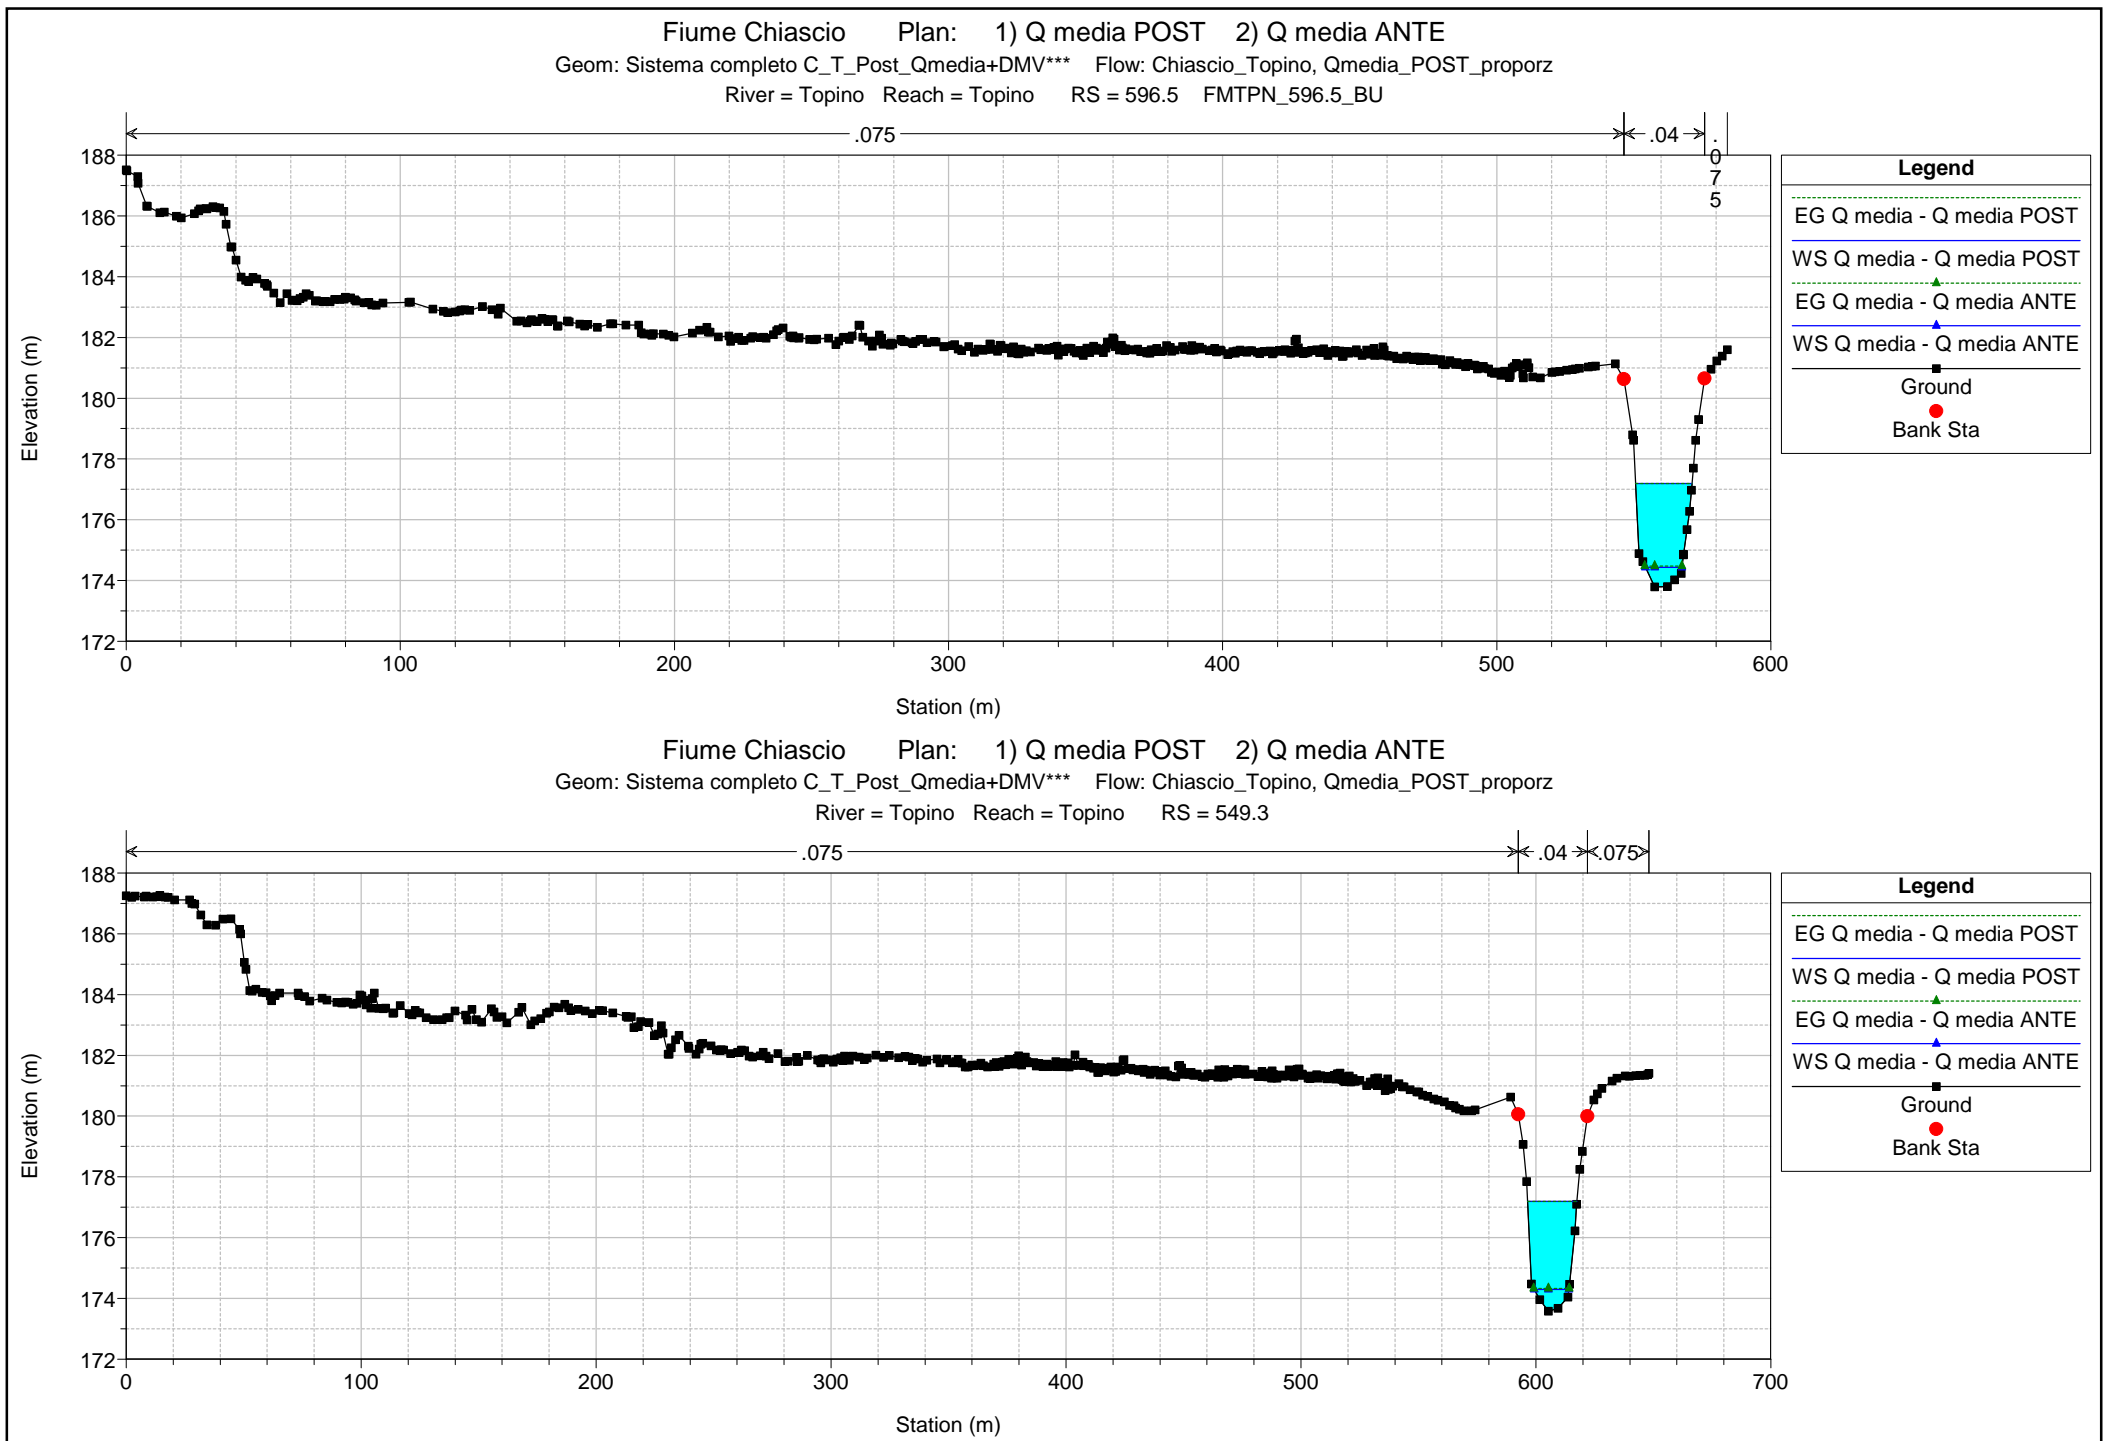 Fiume Chiascio Plan: 1) Q media POST 2) Q media ANTE
Geom: Sistema completo C_T_Post_Qmedia+DMV*** Flow: Chiascio_Topino, Qmedia_POST_proporz
River = Topino Reach = Topino RS = 596.5 FMTPN_596.5_BU
.075 .04 .075
188
186
184
182
180
178
176
174
172
Elevation (m)
0 100 200 300 400 500 600
Station (m)
Legend
EG Q media - Q media POST
WS Q media - Q media POST
EG Q media - Q media ANTE
WS Q media - Q media ANTE
Ground
Bank Sta
Fiume Chiascio Plan: 1) Q media POST 2) Q media ANTE
Geom: Sistema completo C_T_Post_Qmedia+DMV*** Flow: Chiascio_Topino, Qmedia_POST_proporz
River = Topino Reach = Topino RS = 549.3
.075 .04 .075
188
186
184
182
180
178
176
174
172
Elevation (m)
0 100 200 300 400 500 600 700
Station (m)
Legend
EG Q media - Q media POST
WS Q media - Q media POST
EG Q media - Q media ANTE
WS Q media - Q media ANTE
Ground
Bank Sta